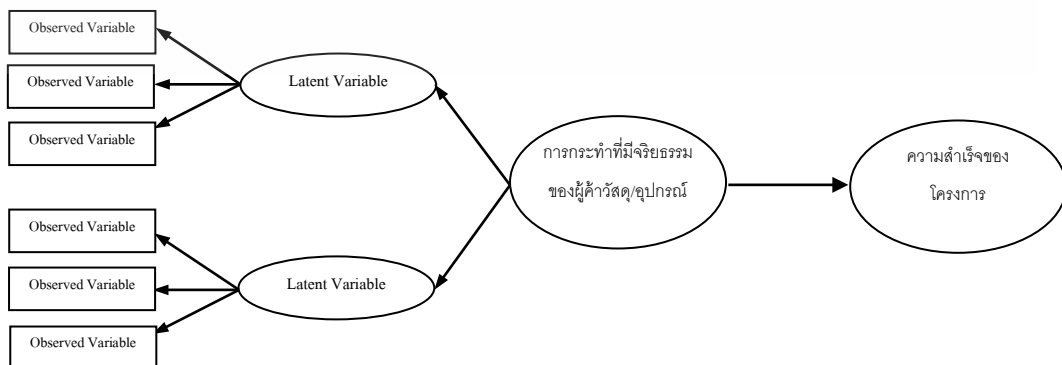 Observed Variable
Observed Variable
Observed Variable
Latent Variable
การกระทำที่มีจริยธรรม
ของผู้ค้าวัสดุ/อุปกรณ์
ความสำเร็จของ
โครงการ
Observed Variable
Observed Variable
Observed Variable
Latent Variable